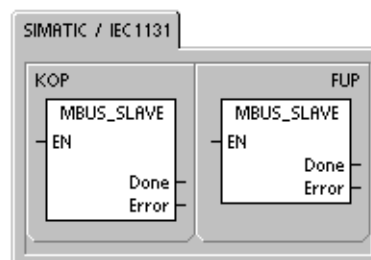 SIMATIC / IEC1131
KOP
FUP
MBUS_SLAVE
EN
Done
Error
MBUS_SLAVE
EN
Done
Error